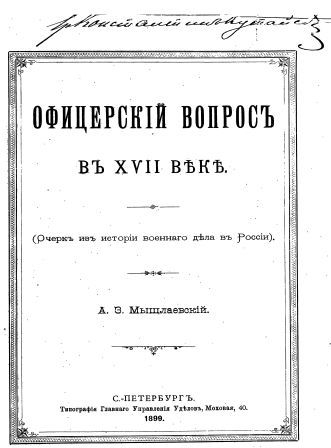 ОФИЦЕРСКІЙ ВОПРОСЪ
ВЪ XVII ВѢКѢ.
(Очеркъ изъ исторіи военнаго дѣла въ Россіи).
А. З. Мышлаевскій.
С.-ПЕТЕРБУРГЪ.
Типографія Главнаго Управленія Удѣловъ, Моховая, 40.
1899.